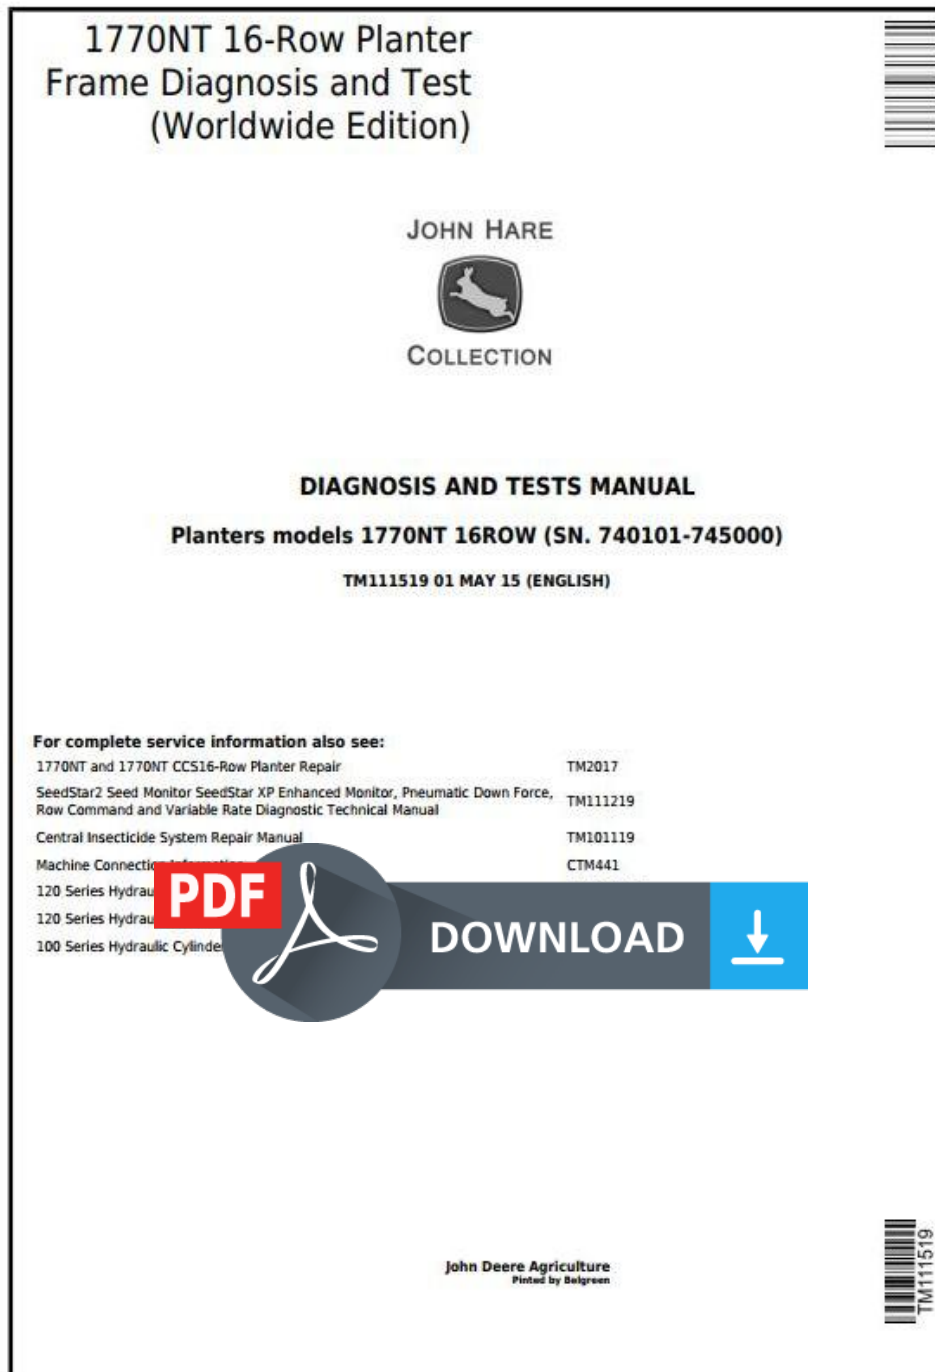 1770NT 16-Row Planter
Frame Diagnosis and Test
(Worldwide Edition)
JOHN HARE
COLLECTION
DIAGNOSIS AND TESTS MANUAL
Planters models 1770NT 16ROW (SN. 740101-745000)
TM111519 01 MAY 15 (ENGLISH)
For complete service information also see:
1770NT and 1770NT CCS16-Row Planter Repair TM2017
SeedStar2 Seed Monitor SeedStar XP Enhanced Monitor, Pneumatic Down Force,
Row Command and Variable Rate Diagnostic Technical Manual TM111219
Central Insecticide System Repair Manual TM101119
Machine CTM441
120 Series
120 Series
100 Series Hydraulic
PDF
DOWNLOAD
John Deere Agriculture
Pinted by Belgreen
TM111519